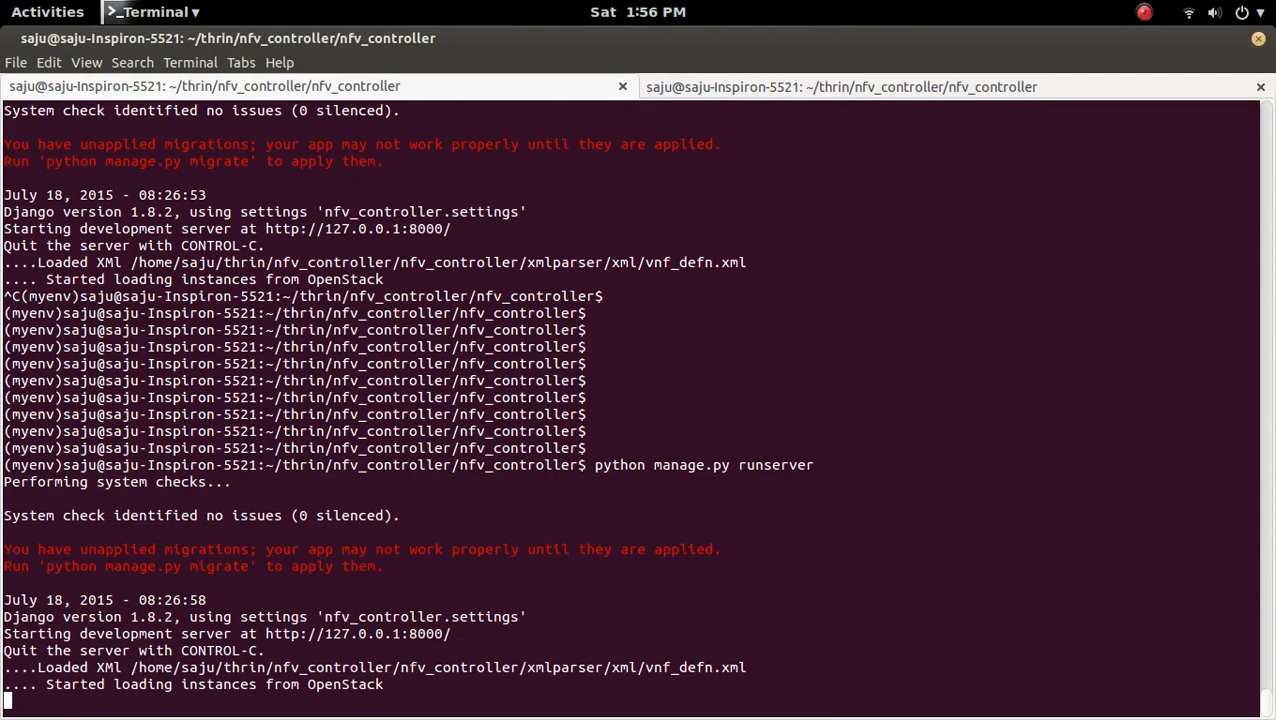 Activities
>_Terminal ▾
Sat 1:56 PM
saju@saju-Inspiron-5521: ~/thrin/nfv_controller/nfv_controller
File Edit View Search Terminal Tabs Help
saju@saju-Inspiron-5521: ~/thrin/nfv_controller/nfv_controller
saju@saju-Inspiron-5521: ~/thrin/nfv_controller/nfv_controller
System check identified no issues (0 silenced).
You have unapplied migrations; your app may not work properly until they are applied.
Run 'python manage.py migrate' to apply them.
July 18, 2015 - 08:26:53
Django version 1.8.2, using settings 'nfv_controller.settings'
Starting development server at http://127.0.0.1:8000/
Quit the server with CONTROL-C.
....Loaded XMl /home/saju/thrin/nfv_controller/nfv_controller/xmlparser/xml/vnf_defn.xml
.... Started loading instances from OpenStack
^C(myenv)saju@saju-Inspiron-5521:~/thrin/nfv_controller/nfv_controller$
(myenv)saju@saju-Inspiron-5521:~/thrin/nfv_controller/nfv_controller$
(myenv)saju@saju-Inspiron-5521:~/thrin/nfv_controller/nfv_controller$
(myenv)saju@saju-Inspiron-5521:~/thrin/nfv_controller/nfv_controller$
(myenv)saju@saju-Inspiron-5521:~/thrin/nfv_controller/nfv_controller$
(myenv)saju@saju-Inspiron-5521:~/thrin/nfv_controller/nfv_controller$
(myenv)saju@saju-Inspiron-5521:~/thrin/nfv_controller/nfv_controller$
(myenv)saju@saju-Inspiron-5521:~/thrin/nfv_controller/nfv_controller$
(myenv)saju@saju-Inspiron-5521:~/thrin/nfv_controller/nfv_controller$
(myenv)saju@saju-Inspiron-5521:~/thrin/nfv_controller/nfv_controller$
(myenv)saju@saju-Inspiron-5521:~/thrin/nfv_controller/nfv_controller$ python manage.py runserver
Performing system checks...
System check identified no issues (0 silenced).
You have unapplied migrations; your app may not work properly until they are applied.
Run 'python manage.py migrate' to apply them.
July 18, 2015 - 08:26:58
Django version 1.8.2, using settings 'nfv_controller.settings'
Starting development server at http://127.0.0.1:8000/
Quit the server with CONTROL-C.
....Loaded XMl /home/saju/thrin/nfv_controller/nfv_controller/xmlparser/xml/vnf_defn.xml
.... Started loading instances from OpenStack